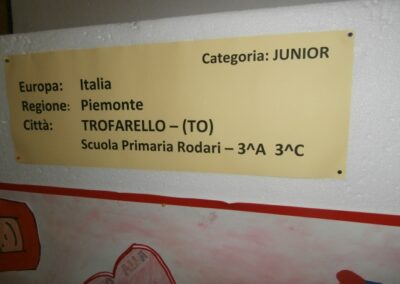 Categoria: JUNIOR
Europa: Italia
Regione: Piemonte
Città: TROFARELLO – (TO)
Scuola Primaria Rodari – 3^A 3^C